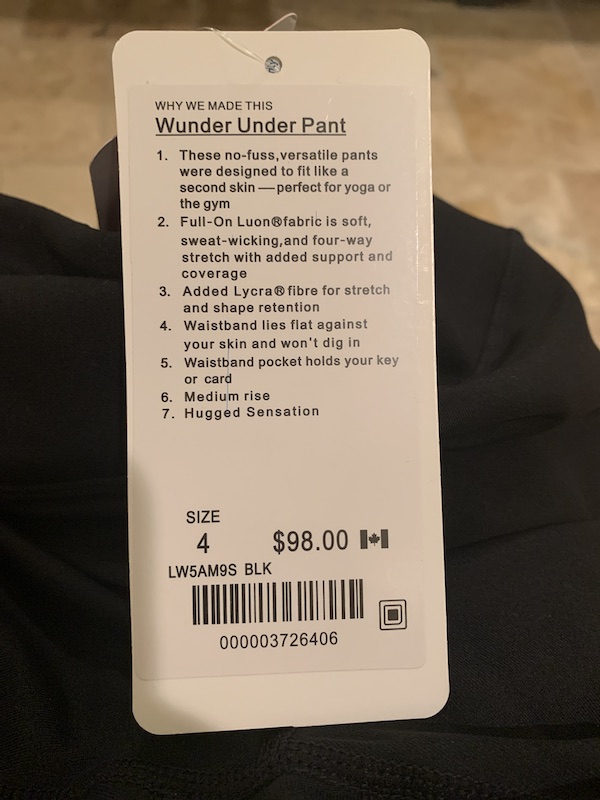 WHY WE MADE THIS
Wunder Under Pant
1. These no-fuss,versatile pants
were designed to fit like a
second skin — perfect for yoga or
the gym
2. Full-On Luon®fabric is soft,
sweat-wicking,and four-way
stretch with added support and
coverage
3. Added Lycra® fibre for stretch
and shape retention
4. Waistband lies flat against
your skin and won't dig in
5. Waistband pocket holds your key
or card
6. Medium rise
7. Hugged Sensation
SIZE
4 $98.00
LW5AM9S BLK
000003726406